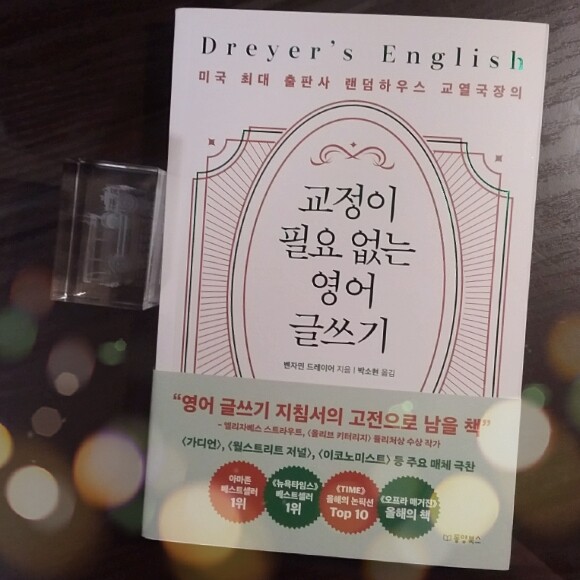 Dreyer's English
미국 최대 출판사 랜덤하우스 교열국장의
교정이
필요 없는
영어
글쓰기
벤자민 드레이어 지음 | 박소현 옮김
“영어 글쓰기 지침서의 고전으로 남을 책”
- 엘리자베스 스트라우트, 《올리브 키터리지》 퓰리처상 수상 작가
《가디언》, 《월스트리트 저널》, 《이코노미스트》 등 주요 매체 극찬
아마존
베스트셀러
1위
《뉴욕타임스》
베스트셀러
1위
《TIME》
올해의 논픽션
Top 10
《오프라 매거진》
올해의 책
동양북스